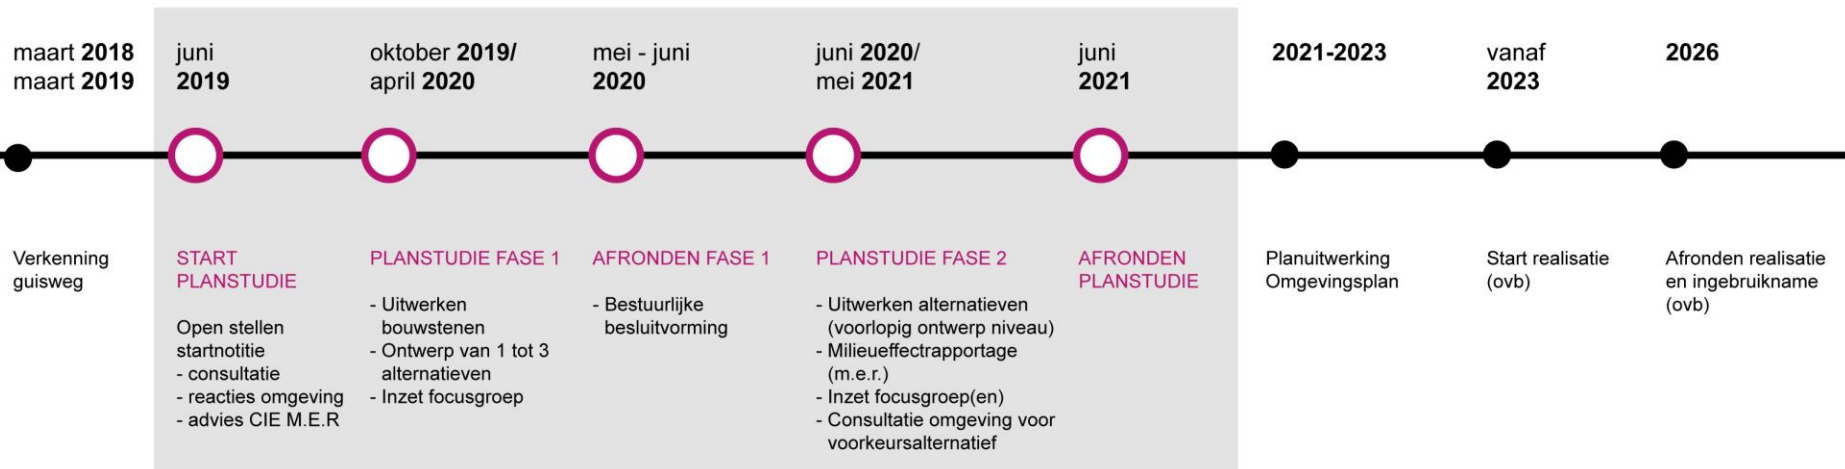 maart 2018
maart 2019
juni
2019
oktober 2019/
april 2020
mei - juni
2020
juni 2020/
mei 2021
juni
2021
2021-2023
vanaf
2023
2026
Verkenning
guisweg
START
PLANSTUDIE
Open stellen
startnotitie
- consultatie
- reacties omgeving
- advies CIE M.E.R
PLANSTUDIE FASE 1
- Uitwerken
bouwstenen
- Ontwerp van 1 tot 3
alternatieven
- Inzet focusgroep
AFRONDEN FASE 1
- Bestuurlijke
besluitvorming
PLANSTUDIE FASE 2
- Uitwerken alternatieven
(voorlopig ontwerp niveau)
- Milieueffectrapportage
(m.e.r.)
- Inzet focusgroep(en)
- Consultatie omgeving voor
voorkeursalternatief
AFRONDEN
PLANSTUDIE
Planuitwerking
Omgevingsplan
Start realisatie
(ovb)
Afronden realisatie
en ingebruikname
(ovb)